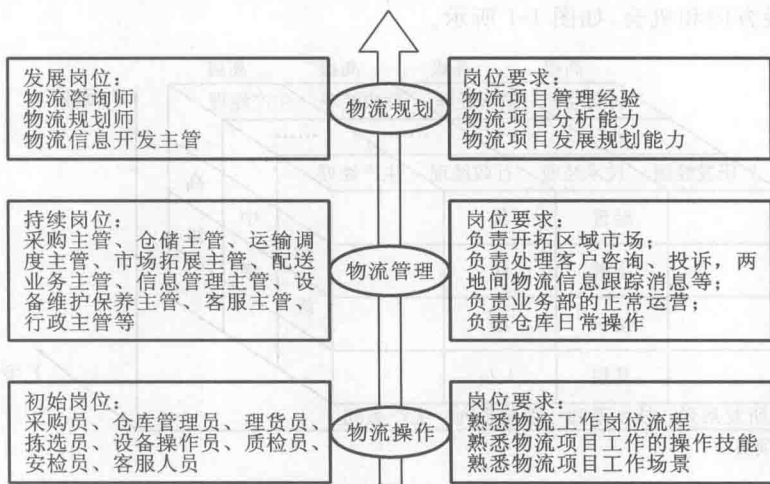 发展岗位：
物流咨询师
物流规划师
物流信息开发主管
物流规划
岗位要求：
物流项目管理经验
物流项目分析能力
物流项目发展规划能力
持续岗位：
采购主管、仓储主管、运输调
度主管、市场拓展主管、配送
业务主管、信息管理主管、设
备维护保养主管、客服主管、
行政主管等
物流管理
岗位要求：
负责开拓区域市场；
负责处理客户咨询、投诉，两
地间物流信息跟踪消息等；
负责业务部的正常运营；
负责仓库日常操作
初始岗位：
采购员、仓库管理员、理货员、
拣选员、设备操作员、质检员、
安检员、客服人员
物流操作
岗位要求：
熟悉物流工作岗位流程
熟悉物流项目工作的操作技能
熟悉物流项目工作场景